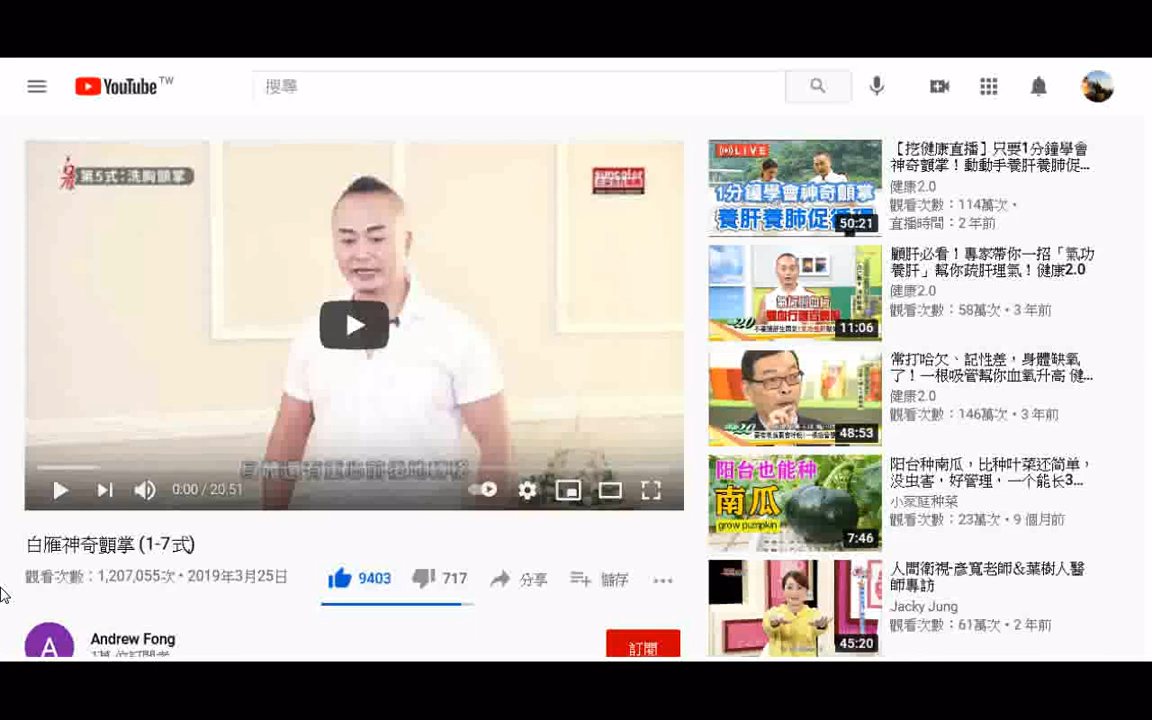 YouTube TW
搜尋
第5式:洗胸顫掌
suncolor
0:00 / 20:51
白雁神奇顫掌 (1-7式)
觀看次數:1,207,055次 • 2019年3月25日
9403
717
分享
儲存
A
Andrew Fong
訂閱
LIVE
1分鐘學會神奇顫掌
養肝養肺促循環
50:21
【挖健康直播】只要1分鐘學會
神奇顫掌!動動手養肝養肺促...
健康2.0
觀看次數:114萬次 •
直播時間:2 年前
11:06
顧肝必看!專家帶你一招「氣功
養肝」幫你疏肝理氣!健康2.0
健康2.0
觀看次數:58萬次 • 3 年前
48:53
常打哈欠、記性差,身體缺氧
了!一根吸管幫你血氧升高 健...
健康2.0
觀看次數:146萬次 • 3 年前
阳台也能种
南瓜
grow pumpkin
7:46
阳台种南瓜,比种叶菜还简单,
没虫害,好管理,一个能长3...
小家庭种菜
觀看次數:23萬次 • 9 個月前
45:20
人間衛視-彥寬老師&葉樹人醫
師專訪
Jacky Jung
觀看次數:61萬次 • 2 年前